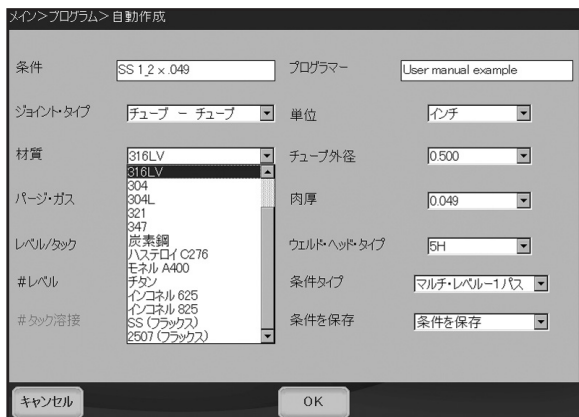 メイン>プログラム>自動作成
条件
SS 1_2 × .049
プログラマー
User manual example
ジョイント・タイプ
チューブ － チューブ
単位
インチ
材質
316LV
チューブ外径
0.500
316LV
304
304L
321
347
炭素鋼
ハステロイ C276
モネル A400
チタン
インコネル 625
インコネル 825
SS (フラックス)
2507 (フラックス)
パージ・ガス
肉厚
0.049
レベル/タック
ウェルド・ヘッド・タイプ
5H
#レベル
条件タイプ
マルチ・レベルー1パス
#タック溶接
条件を保存
条件を保存
キャンセル
OK